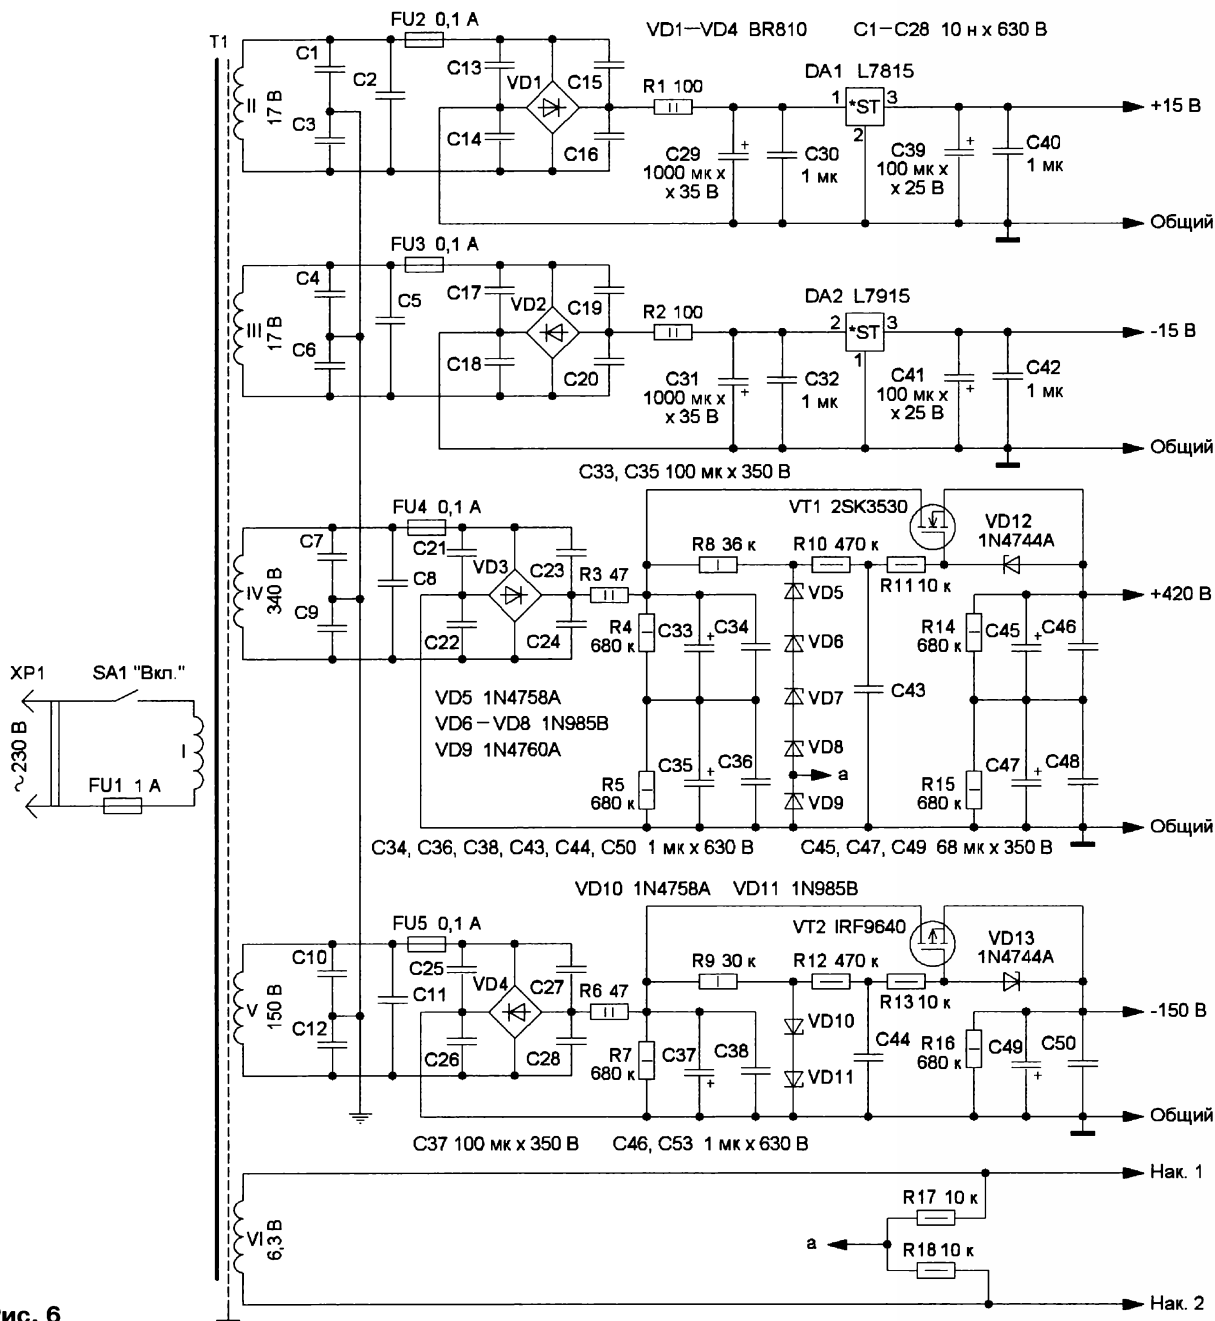 FU2 0,1 А
VD1–VD4 BR810
С1–С28 10 н х 630 В
T1
C1
C2
C13
VD1
C15
R1 100
DA1 L7815
1
*ST
3
2
+15 В
II
17 В
C3
C14
C16
C29
1000 мк х
х 35 В
+
C30
1 мк
C39
100 мк х
х 25 В
+
C40
1 мк
Общий
FU3 0,1 А
C4
C5
C17
VD2
C19
R2 100
DA2 L7915
2
*ST
3
1
-15 В
III
17 В
C6
C18
C20
C31
1000 мк х
х 35 В
+
C32
1 мк
C41
100 мк х
х 25 В
+
C42
1 мк
Общий
C33, C35 100 мк х 350 В
FU4 0,1 А
VT1 2SK3530
VD12
1N4744A
C7
C21
C8
VD3
C23
R3 47
R8 36 к
R10 470 к
R11 10 к
VD5
+420 В
IV
340 В
C9
C22
C24
R4
680 к
C33
+
C34
VD6
R14
680 к
C45
+
C46
VD7
C43
VD8
а
VD9
R5
680 к
C35
+
C36
R15
680 к
C47
+
C48
XP1
SA1 "Вкл."
~230 В
I
FU1 1 А
VD5 1N4758A
VD6–VD8 1N985B
VD9 1N4760A
Общий
C34, C36, C38, C43, C44, C50 1 мк х 630 В
C45, C47, C49 68 мк х 350 В
VD10 1N4758A
VD11 1N985B
FU5 0,1 А
VT2 IRF9640
VD13
1N4744A
C10
C25
C11
VD4
C27
R6 47
R9 30 к
R12 470 к
R13 10 к
-150 В
V
150 В
C12
C26
C28
R7
680 к
C37
+
C38
VD10
VD11
C44
R16
680 к
C49
+
C50
Общий
C37 100 мк х 350 В
C46, C53 1 мк х 630 В
Нак. 1
VI
6,3 В
R17 10 к
а
R18 10 к
Нак. 2
ис. 6